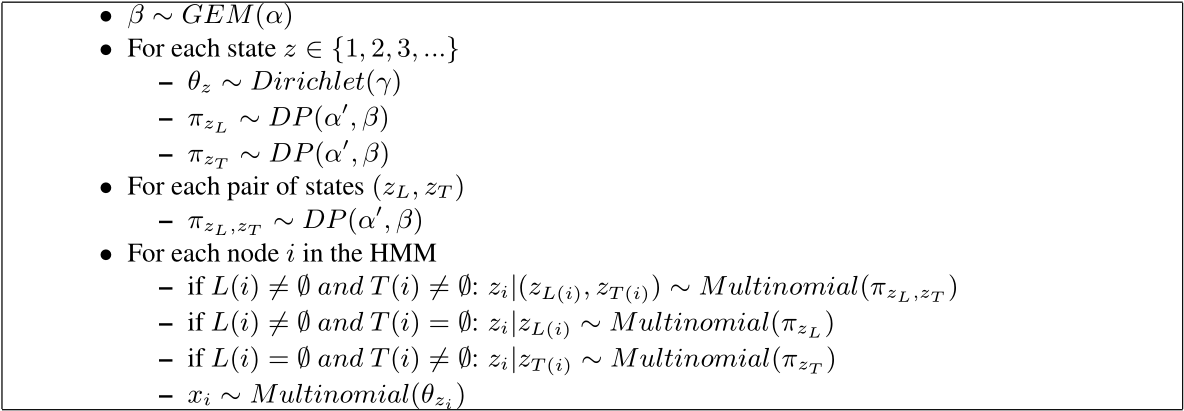 • β ∼ GEM(α)
• For each state z ∈ {1, 2, 3, ...}
– θ_z ∼ Dirichlet(γ)
– π_{z_L} ∼ DP(α′, β)
– π_{z_T} ∼ DP(α′, β)
• For each pair of states (z_L, z_T)
– π_{z_L,z_T} ∼ DP(α′, β)
• For each node i in the HMM
– if L(i) ≠ ∅ and T(i) ≠ ∅: z_i|(z_{L(i)}, z_{T(i)}) ∼ Multinomial(π_{z_L,z_T})
– if L(i) ≠ ∅ and T(i) = ∅: z_i|z_{L(i)} ∼ Multinomial(π_{z_L})
– if L(i) = ∅ and T(i) ≠ ∅: z_i|z_{T(i)} ∼ Multinomial(π_{z_T})
– x_i ∼ Multinomial(θ_{z_i})